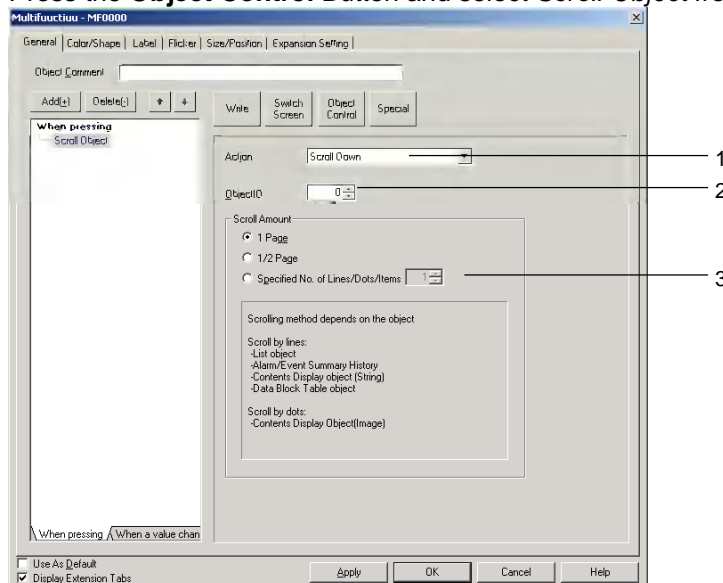 Press the Object Control Button and select Scroll Object fro
Multifuuctiuu - MF0000
General Color/Shape Label Flicker Size/Position Expansion Setting
Object Comment
Add(+) Delete(-)
Write Switch Screen Object Control Special
When pressing
Scroll Object
Action Scroll Down 1
ObjectID 0 2
Scroll Amount
1 Page
1/2 Page
Specified No. of Lines/Dots/Items 1 3
Scrolling method depends on the object
Scroll by lines:
-List object
-Alarm/Event Summary History
-Contents Display object (String)
-Data Block Table object
Scroll by dots:
-Contents Display Object(Image)
When pressing When a value chan
Use As Default
Display Extension Tabs
Apply OK Cancel Help